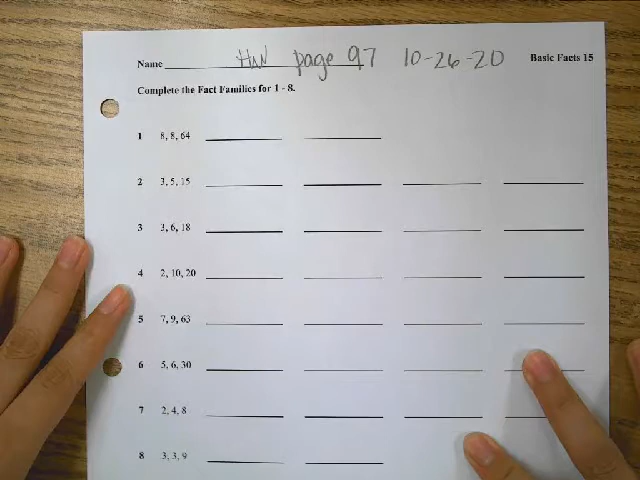 Name HW page 97 10-26-20 Basic Facts 15
Complete the Fact Families for 1 - 8.
1 8, 8, 64
2 3, 5, 15
3 3, 6, 18
4 2, 10, 20
5 7, 9, 63
6 5, 6, 30
7 2, 4, 8
8 3, 3, 9